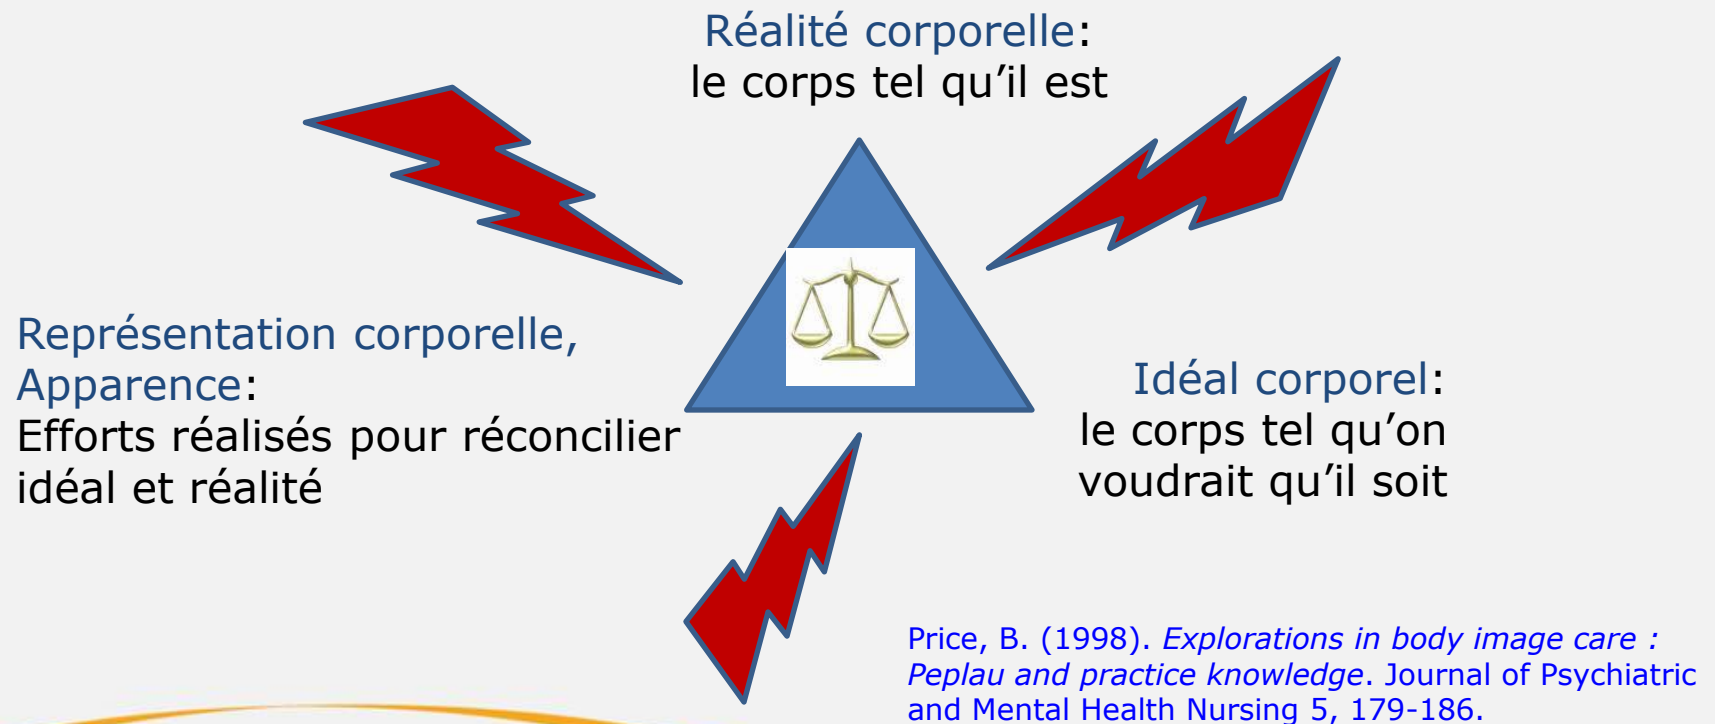 Réalité corporelle:
le corps tel qu’il est
Représentation corporelle,
Apparence:
Efforts réalisés pour réconcilier
idéal et réalité
Idéal corporel:
le corps tel qu’on
voudrait qu’il soit
Price, B. (1998). Explorations in body image care :
Peplau and practice knowledge. Journal of Psychiatric
and Mental Health Nursing 5, 179-186.